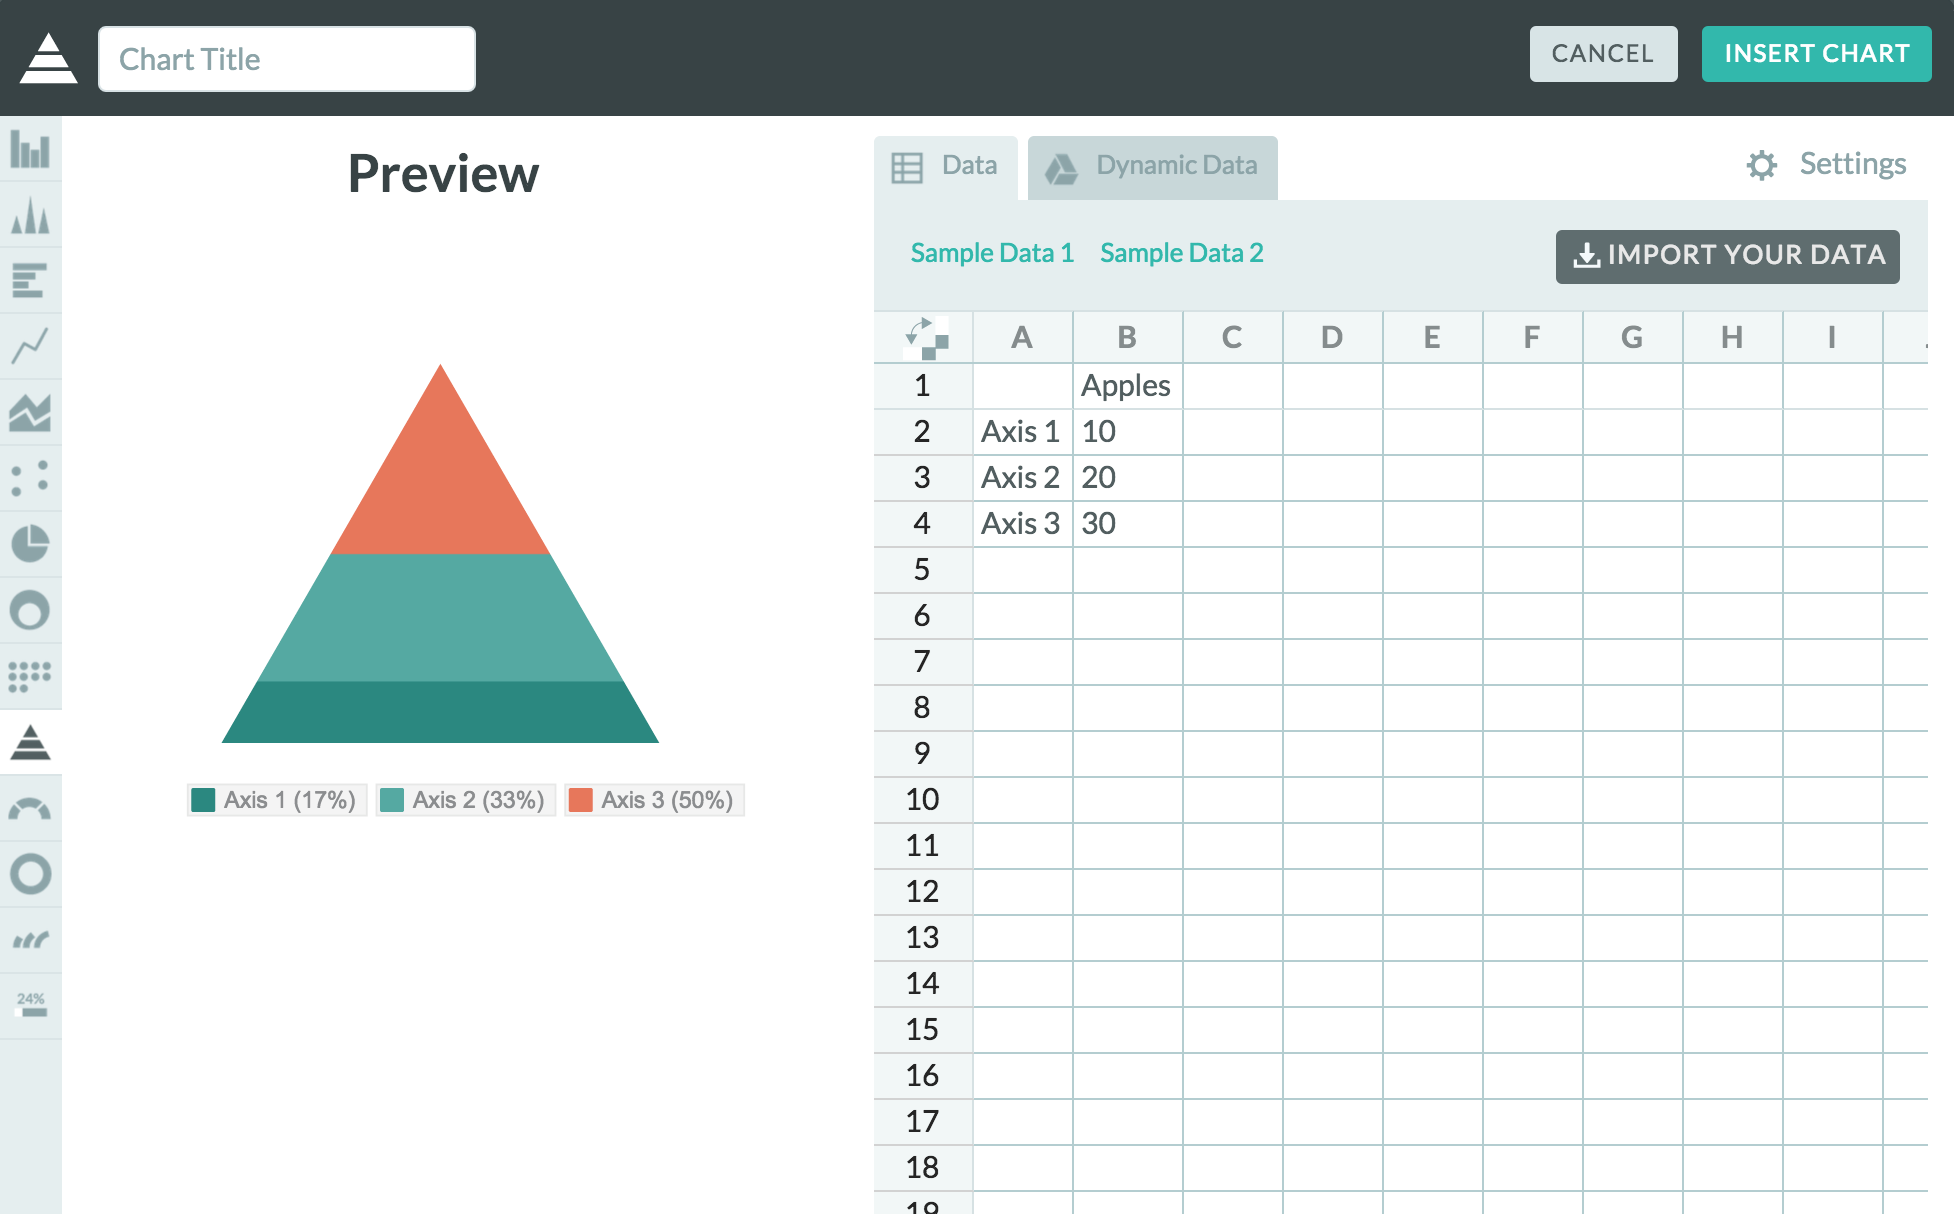 Chart Title
CANCEL
INSERT CHART
Preview
Data
Dynamic Data
Settings
Sample Data 1
Sample Data 2
IMPORT YOUR DATA
A B C D E F G H I
1 Apples
2 Axis 1 10
3 Axis 2 20
4 Axis 3 30
5
6
7
8
9
10
11
12
13
14
15
16
17
18
19
Axis 1 (17%)
Axis 2 (33%)
Axis 3 (50%)
24%